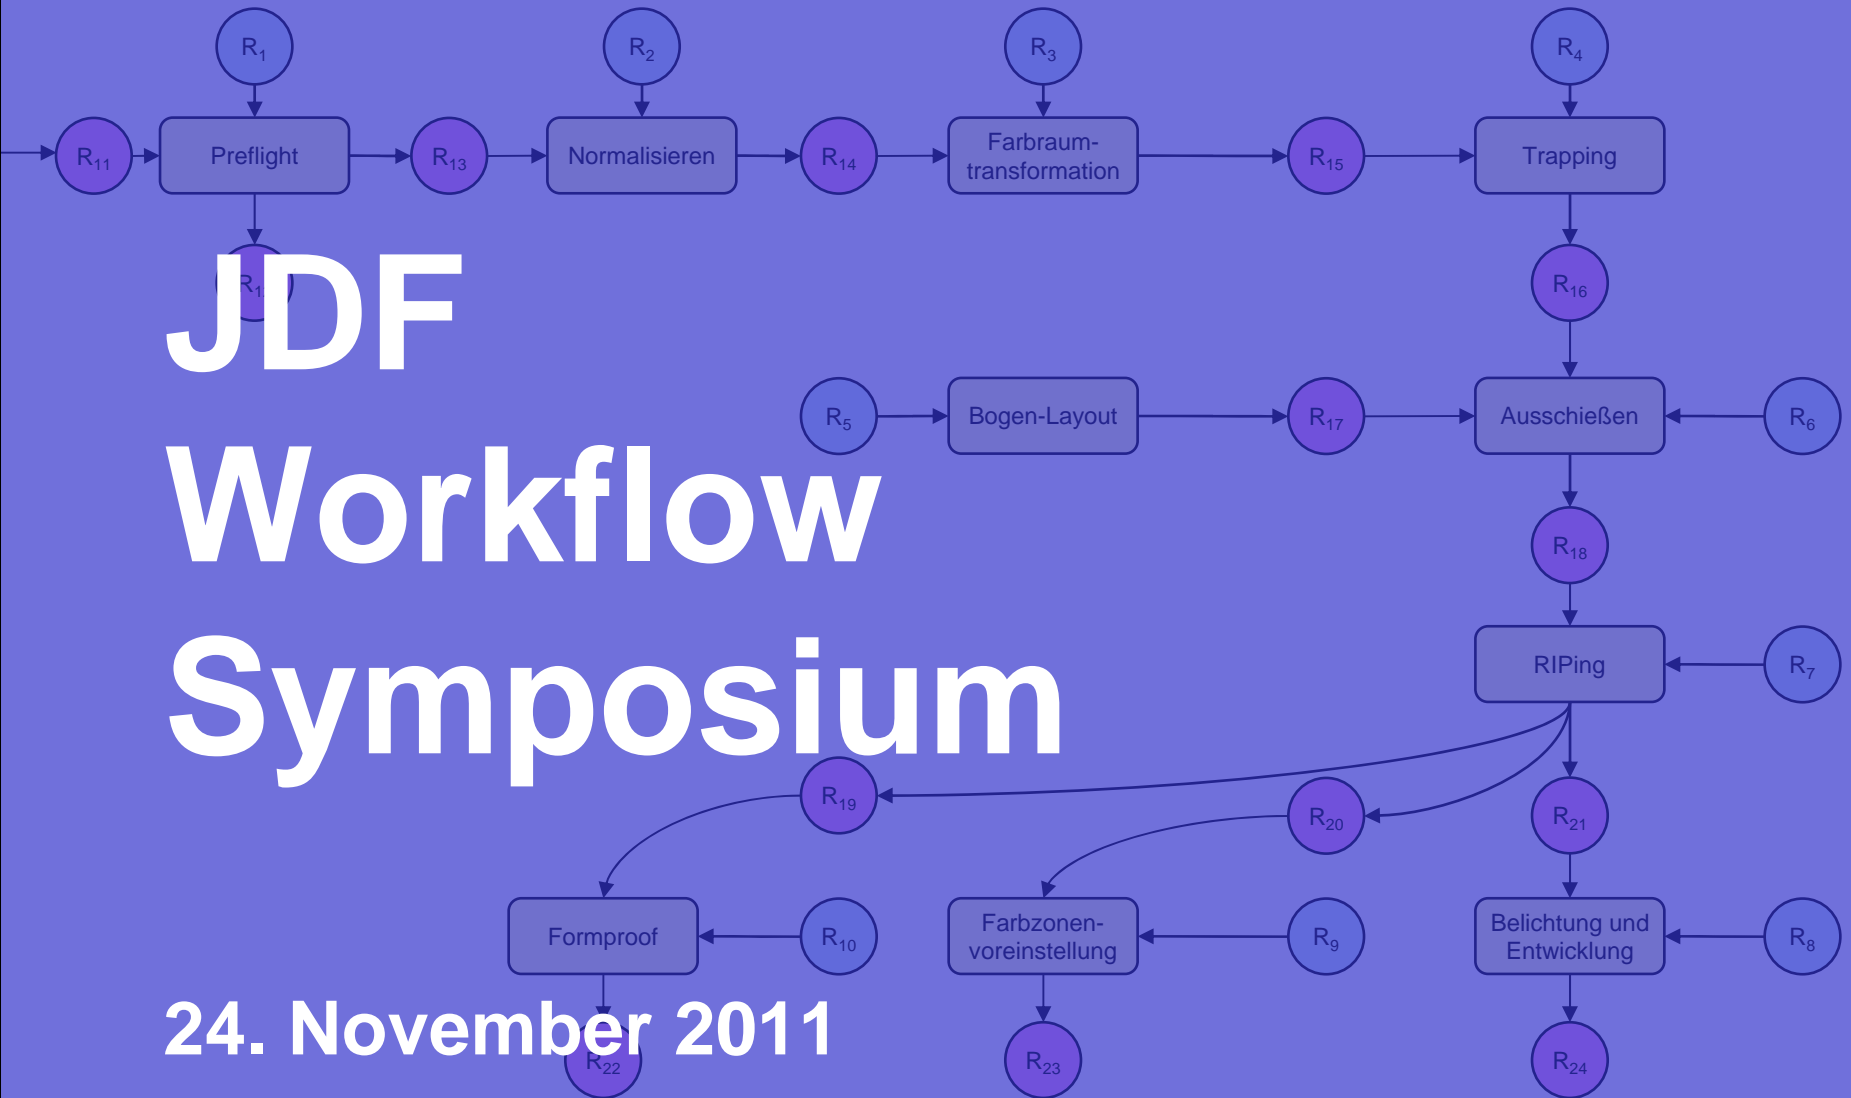 R1
R2
R3
R4
R11
Preflight
R13
Normalisieren
R14
Farbraum-
transformation
R15
Trapping
R16
JDF
R5
Bogen-Layout
R17
Ausschießen
R6
Workflow
R18
Symposium
RIPing
R7
R19
R20
R21
Formproof
R10
Farbzonen-
voreinstellung
R9
Belichtung und
Entwicklung
R8
24. November 2011
R22
R23
R24